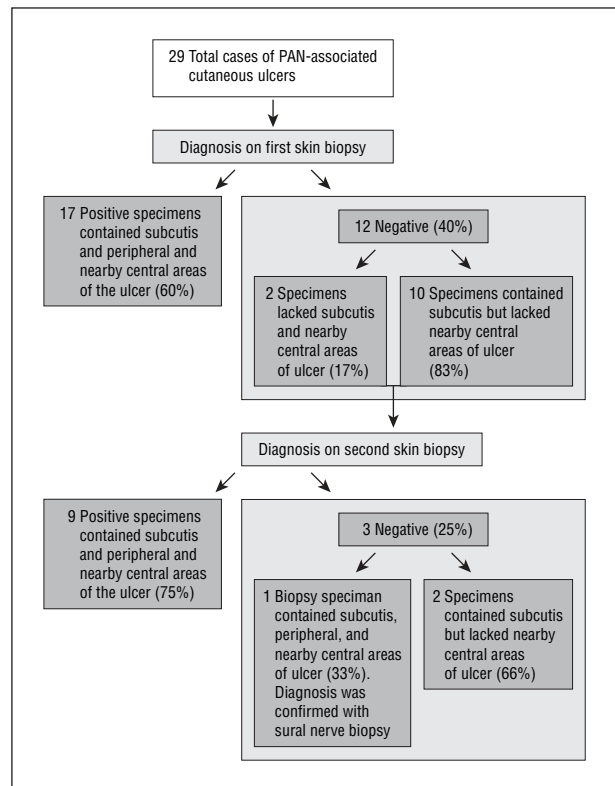 29 Total cases of PAN-associated
cutaneous ulcers
Diagnosis on first skin biopsy
17 Positive specimens
contained subcutis
and peripheral and
nearby central areas
of the ulcer (60%)
12 Negative (40%)
2 Specimens
lacked subcutis
and nearby
central areas
of ulcer (17%)
10 Specimens contained
subcutis but lacked
nearby central
areas of ulcer
(83%)
Diagnosis on second skin biopsy
9 Positive specimens
contained subcutis
and peripheral and
nearby central areas
of the ulcer (75%)
3 Negative (25%)
1 Biopsy speciman
contained subcutis,
peripheral, and
nearby central areas
of ulcer (33%).
Diagnosis was
confirmed with
sural nerve biopsy
2 Specimens
contained subcutis
but lacked nearby
central areas
of ulcer (66%)